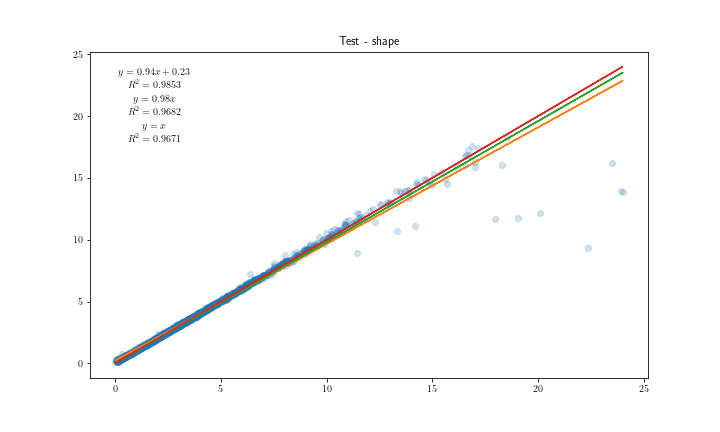 Test - shape
25
y = 0.94x + 0.23
R² = 0.9853
y = 0.98x
R² = 0.9682
y = x
R² = 0.9671
20
15
10
5
0
0 5 10 15 20 25